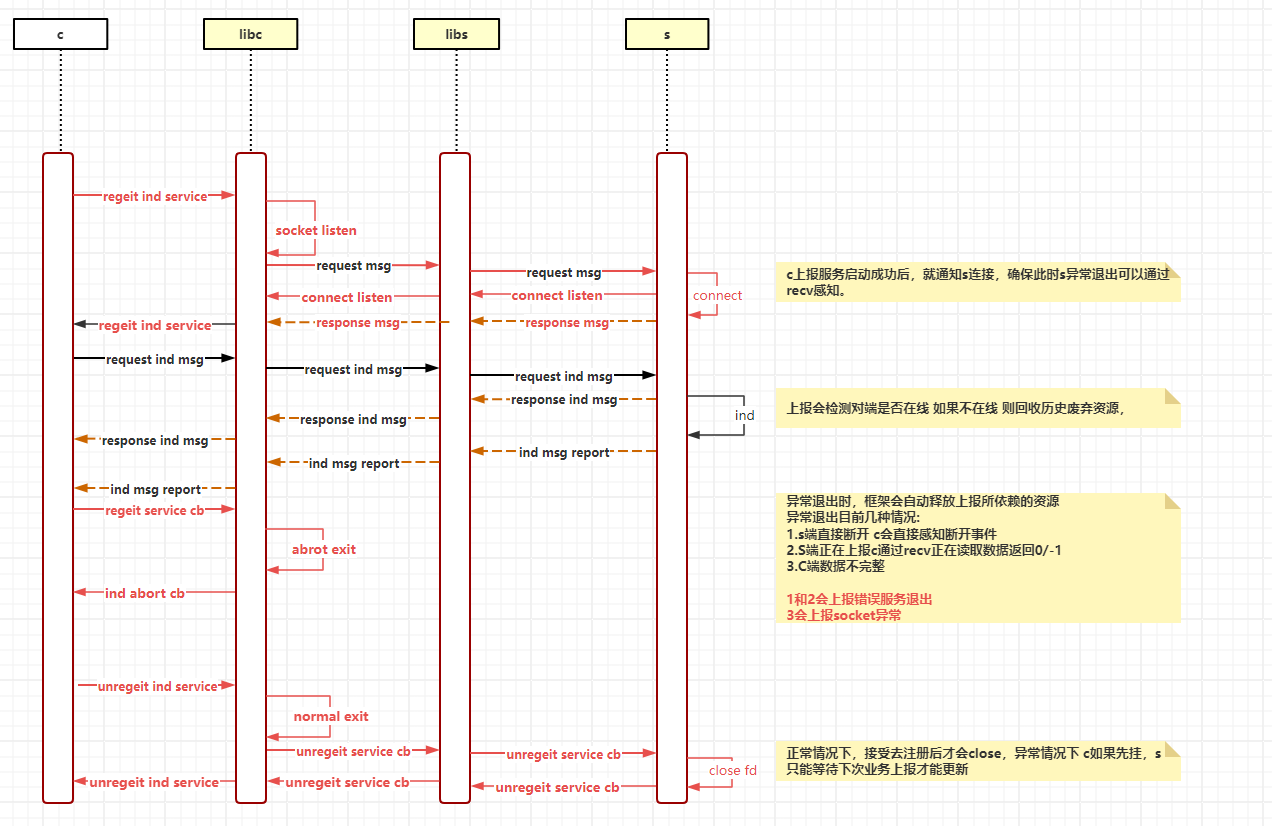 c
libc
libs
s
regeit ind service
socket listen
request msg
request msg
connect listen
connect listen
connect
c上报服务启动成功后，就通知s连接，确保此时s异常退出可以通过
recv感知。
regeit ind service
response msg
response msg
request ind msg
request ind msg
request ind msg
response ind msg
response ind msg
response ind msg
ind
上报会检测对端是否在线 如果不在线 则回收历史废弃资源，
ind msg report
ind msg report
ind msg report
regeit service cb
异常退出时，框架会自动释放上报所依赖的资源
异常退出目前几种情况:
1.s端直接断开 c会直接感知断开事件
2.S端正在上报c通过recv正在读取数据返回0/-1
3.C端数据不完整
1和2会上报错误服务退出
3会上报socket异常
abrot exit
ind abort cb
unregeit ind service
normal exit
unregeit service cb
unregeit service cb
close fd
正常情况下，接受去注册后才会close，异常情况下 c如果先挂，s
只能等待下次业务上报才能更新
unregeit ind service
unregeit service cb
unregeit service cb